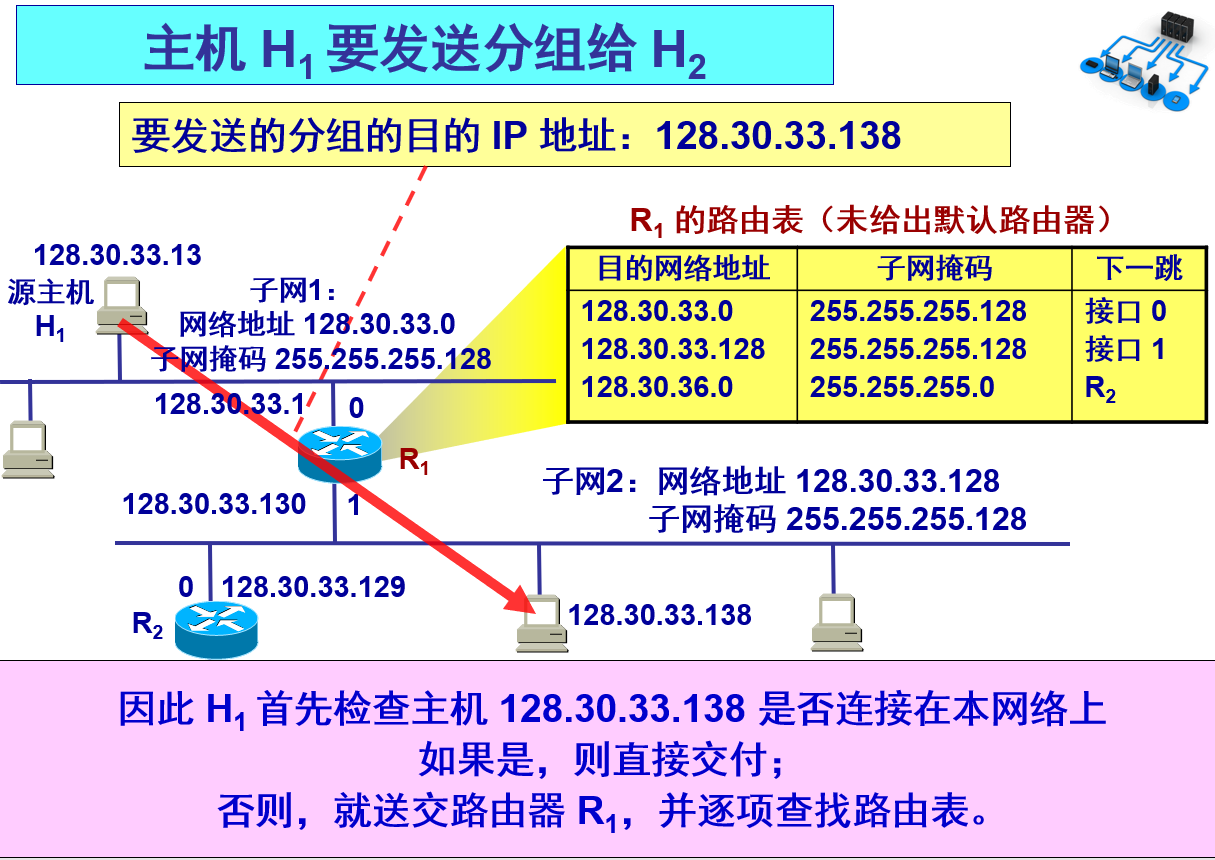 主机 H1 要发送分组给 H2
要发送的分组的目的 IP 地址：128.30.33.138
R1 的路由表（未给出默认路由器）
目的网络地址 子网掩码 下一跳
128.30.33.0 255.255.255.128 接口 0
128.30.33.128 255.255.255.128 接口 1
128.30.36.0 255.255.255.0 R2
128.30.33.13
源主机
H1
子网1：
网络地址 128.30.33.0
子网掩码 255.255.255.128
128.30.33.1 0
R1
128.30.33.130 1
子网2：网络地址 128.30.33.128
子网掩码 255.255.255.128
0 128.30.33.129
R2
128.30.33.138
因此 H1 首先检查主机 128.30.33.138 是否连接在本网络上
如果是，则直接交付；
否则，就送交路由器 R1，并逐项查找路由表。